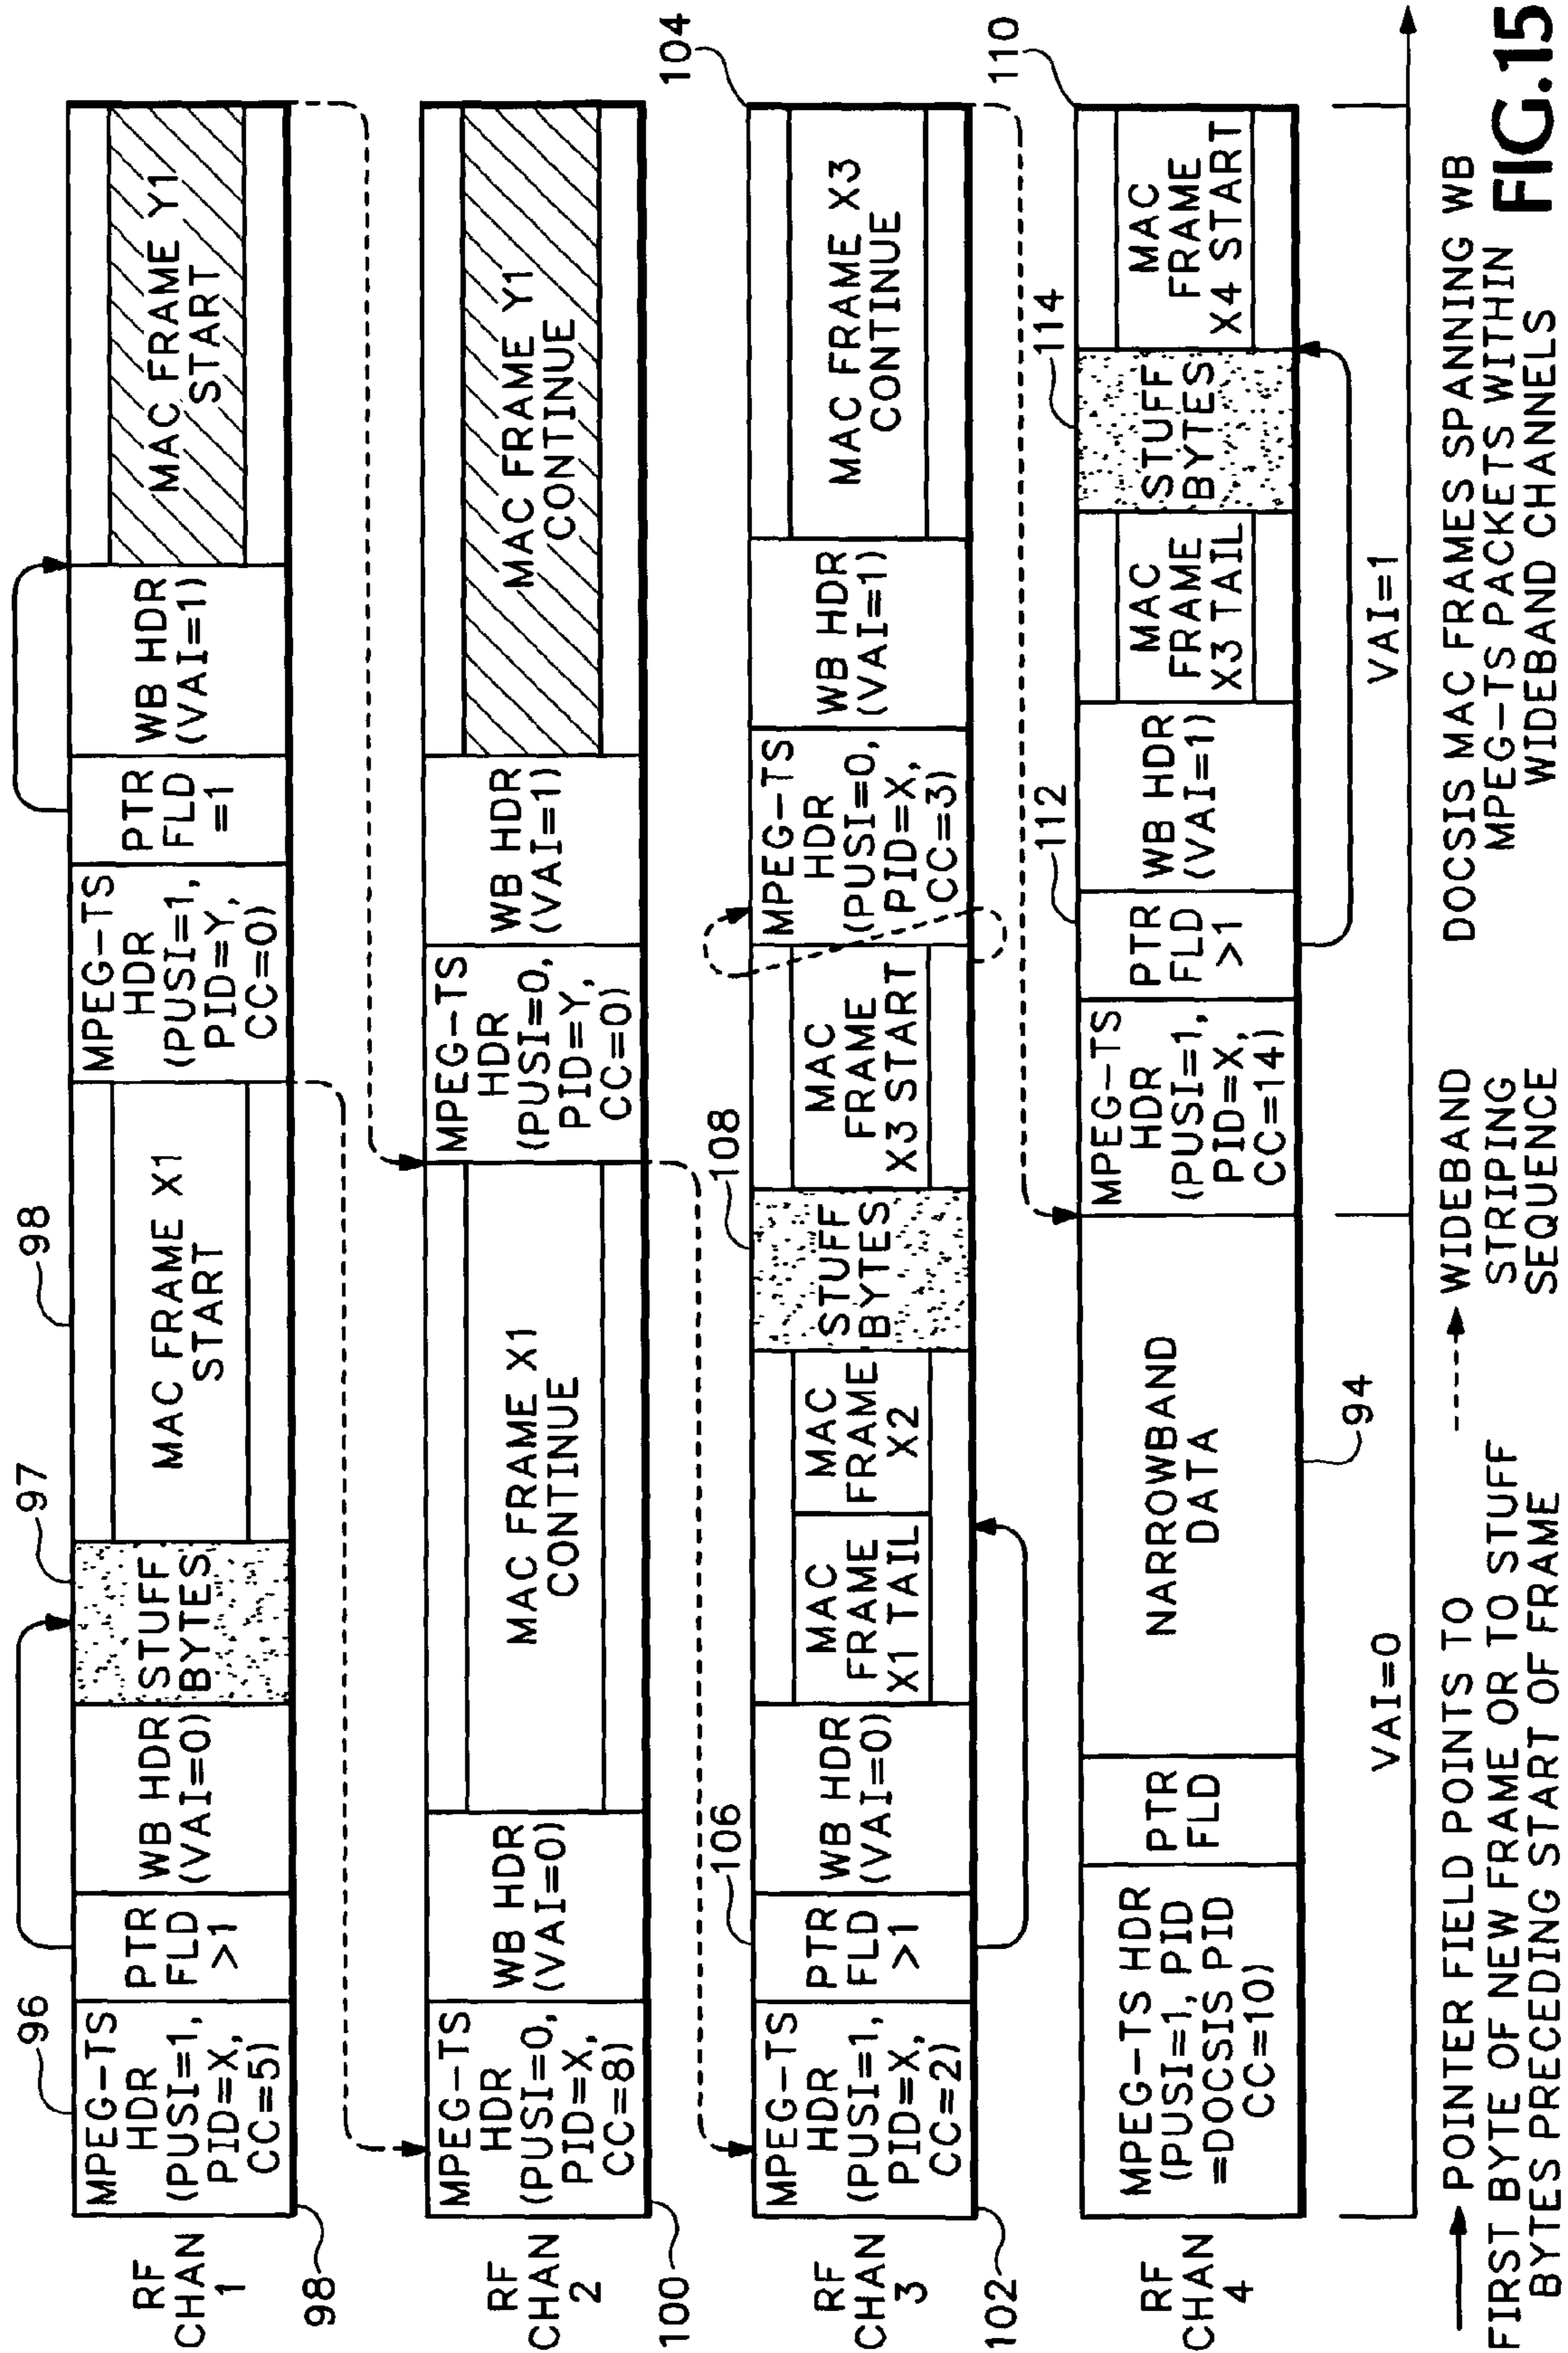 96
97
98
MPEG-TS
HDR
(PUSI=1,
PID=X,
CC=5)
PTR
FLD
>1
WB HDR
(VAI=0)
STUFF
BYTES
MAC FRAME X1
START
MPEG-TS
HDR
(PUSI=1,
PID=Y,
CC=0)
PTR
FLD
=1
WB HDR
(VAI=1)
MAC FRAME Y1
START
RF
CHAN
1
98
MPEG-TS
HDR
(PUSI=0,
PID=X,
CC=8)
WB HDR
(VAI=0)
MAC FRAME X1
CONTINUE
MPEG-TS
HDR
(PUSI=0,
PID=Y,
CC=0)
WB HDR
(VAI=1)
MAC FRAME Y1
CONTINUE
RF
CHAN
2
100
106
108
104
MPEG-TS
HDR
(PUSI=1,
PID=X,
CC=2)
PTR
FLD
>1
WB HDR
(VAI=0)
MAC
FRAME
X1 TAIL
MAC
FRAME
X2
STUFF
BYTES
MAC
FRAME
X3 START
MPEG-TS
HDR
(PUSI=0,
PID=X,
CC=3)
WB HDR
(VAI=1)
MAC FRAME X3
CONTINUE
RF
CHAN
3
102
112
114
110
MPEG-TS HDR
(PUSI=1, PID
=DOCSIS PID
CC=10)
PTR
FLD
NARROWBAND
DATA
MPEG-TS
HDR
(PUSI=1,
PID=X,
CC=14)
PTR
FLD
>1
WB HDR
(VAI=1)
MAC
FRAME
X3 TAIL
STUFF
BYTES
MAC
FRAME
X4 START
RF
CHAN
4
94
VAI=0
VAI=1
POINTER FIELD POINTS TO
FIRST BYTE OF NEW FRAME OR TO STUFF
BYTES PRECEDING START OF FRAME
WIDEBAND
STRIPING
SEQUENCE
DOCSIS MAC FRAMES SPANNING WB
MPEG-TS PACKETS WITHIN
WIDEBAND CHANNELS
FIG.15